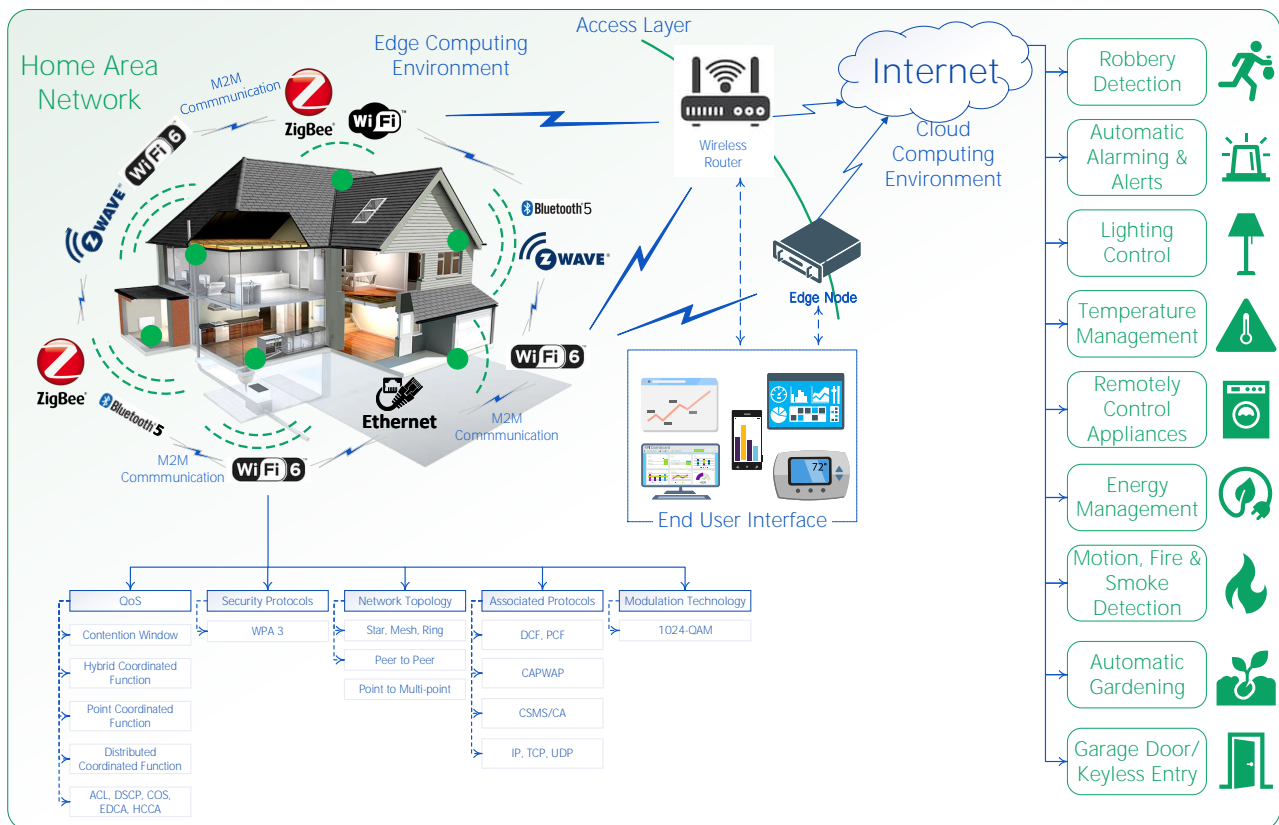 Access Layer
Edge Computing
Environment
Home Area
Network
M2M
Commmunication
ZigBee®
WiFi™
WiFi 6
Z WAVE®
Internet
Wireless
Router
Cloud
Computing
Environment
Bluetooth® 5
Z WAVE®
Edge Node
WiFi 6
ZigBee®
Bluetooth® 5
Ethernet
M2M
Commmunication
M2M
Commmunication
WiFi 6
Dashboard
72°
End User Interface
QoS
Contention Window
Hybrid Coordinated
Function
Point Coordinated
Function
Distributed
Coordinated Function
ACL, DSCP, COS,
EDCA, HCCA
Security Protocols
WPA 3
Network Topology
Star, Mesh, Ring
Peer to Peer
Point to Multi-point
Associated Protocols
DCF, PCF
CAPWAP
CSMS/CA
IP, TCP, UDP
Modulation Technology
1024-QAM
Robbery
Detection
Automatic
Alarming &
Alerts
Lighting
Control
Temperature
Management
Remotely
Control
Appliances
Energy
Management
Motion, Fire &
Smoke
Detection
Automatic
Gardening
Garage Door/
Keyless Entry